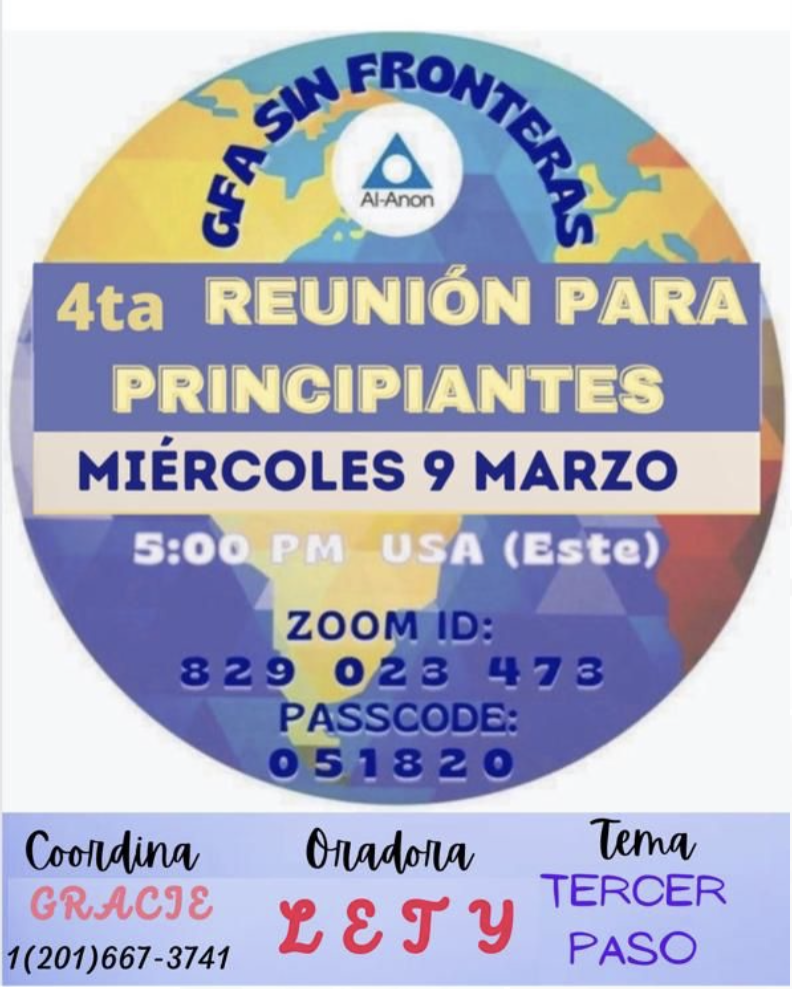 GFA SIN FRONTERAS
Al-Anon
4ta REUNIÓN PARA
PRINCIPIANTES
MIÉRCOLES 9 MARZO
5:00 PM USA (Este)
ZOOM ID:
829 023 473
PASSCODE:
051820
Coordina
GRACIE
1(201)667-3741
Oradora
LETY
Tema
TERCER
PASO